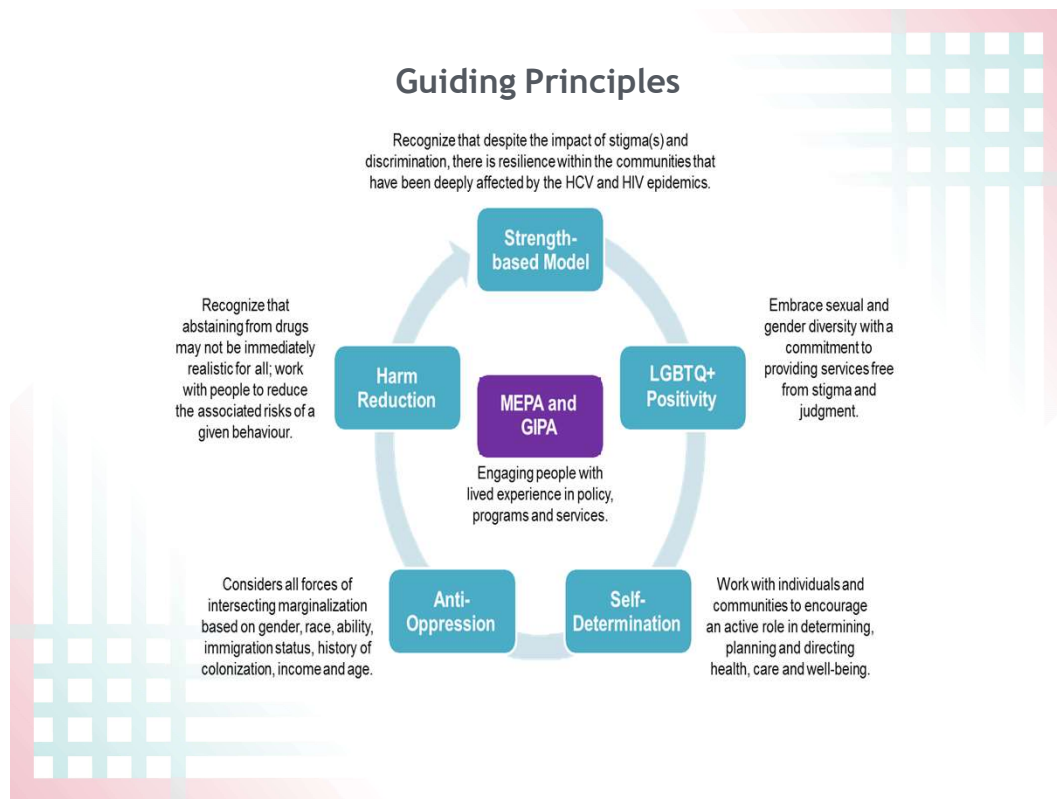 Guiding Principles
Recognize that despite the impact of stigma(s) and
discrimination, there is resilience within the communities that
have been deeply affected by the HCV and HIV epidemics.
Strength-
based Model
Embrace sexual and
gender diversity with a
commitment to
providing services free
from stigma and
judgment.
LGBTQ+
Positivity
Work with individuals and
communities to encourage
an active role in determining,
planning and directing
health, care and well-being.
Self-
Determination
Considers all forces of
intersecting marginalization
based on gender, race, ability,
immigration status, history of
colonization, income and age.
Anti-
Oppression
Recognize that
abstaining from drugs
may not be immediately
realistic for all; work
with people to reduce
the associated risks of a
given behaviour.
Harm
Reduction
MEPA and
GIPA
Engaging people with
lived experience in policy,
programs and services.